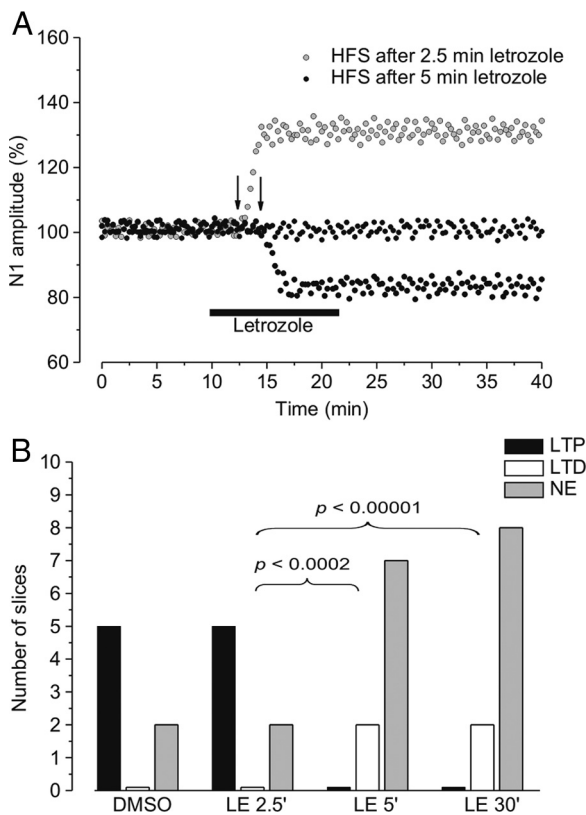 A
160
140
120
100
80
60
N1 amplitude (%)
HFS after 2.5 min letrozole
HFS after 5 min letrozole
Letrozole
0 5 10 15 20 25 30 35 40
Time (min)
B
10
9
8
7
6
5
4
3
2
1
0
Number of slices
LTP
LTD
NE
p < 0.00001
p < 0.0002
DMSO LE 2.5' LE 5' LE 30'